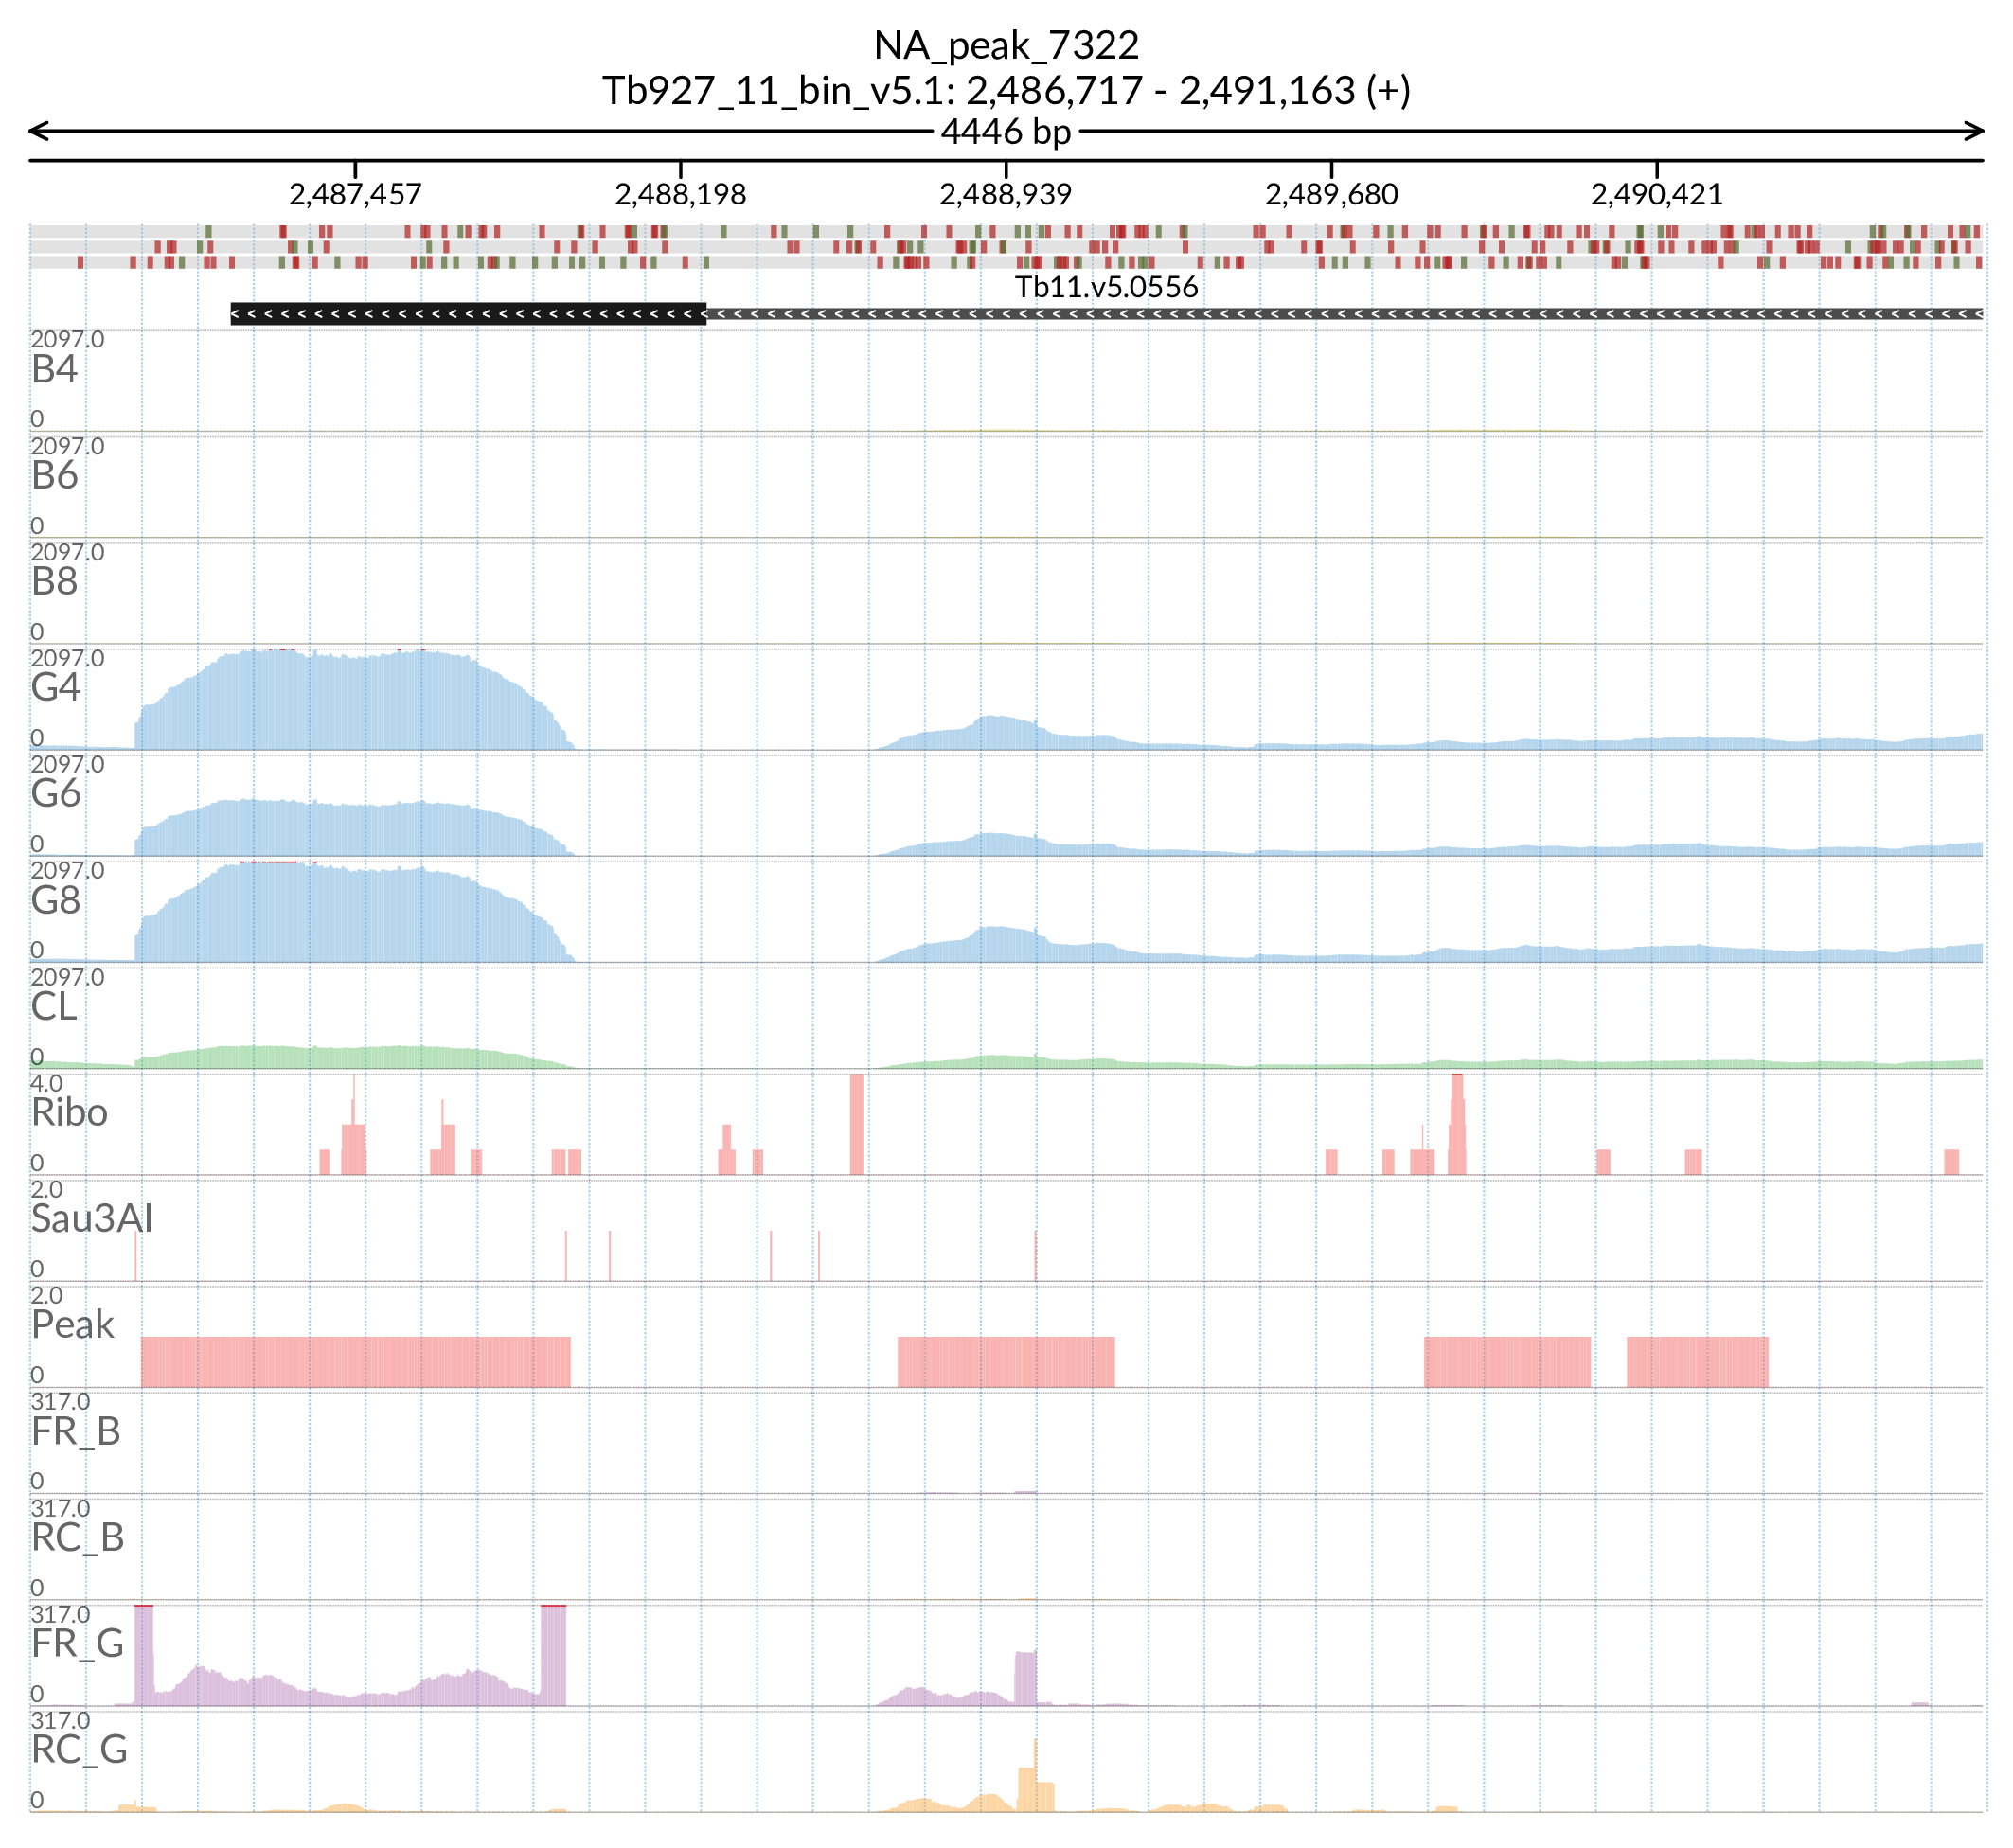 NA_peak_7322
Tb927_11_bin_v5.1: 2,486,717 - 2,491,163 (+)
4446 bp
2,487,457 2,488,198 2,488,939 2,489,680 2,490,421
Tb11.v5.0556
2097.0
B4
0
2097.0
B6
0
2097.0
B8
0
2097.0
G4
0
2097.0
G6
0
2097.0
G8
0
2097.0
CL
0
4.0
Ribo
0
2.0
Sau3AI
0
2.0
Peak
0
317.0
FR_B
0
317.0
RC_B
0
317.0
FR_G
0
317.0
RC_G
0